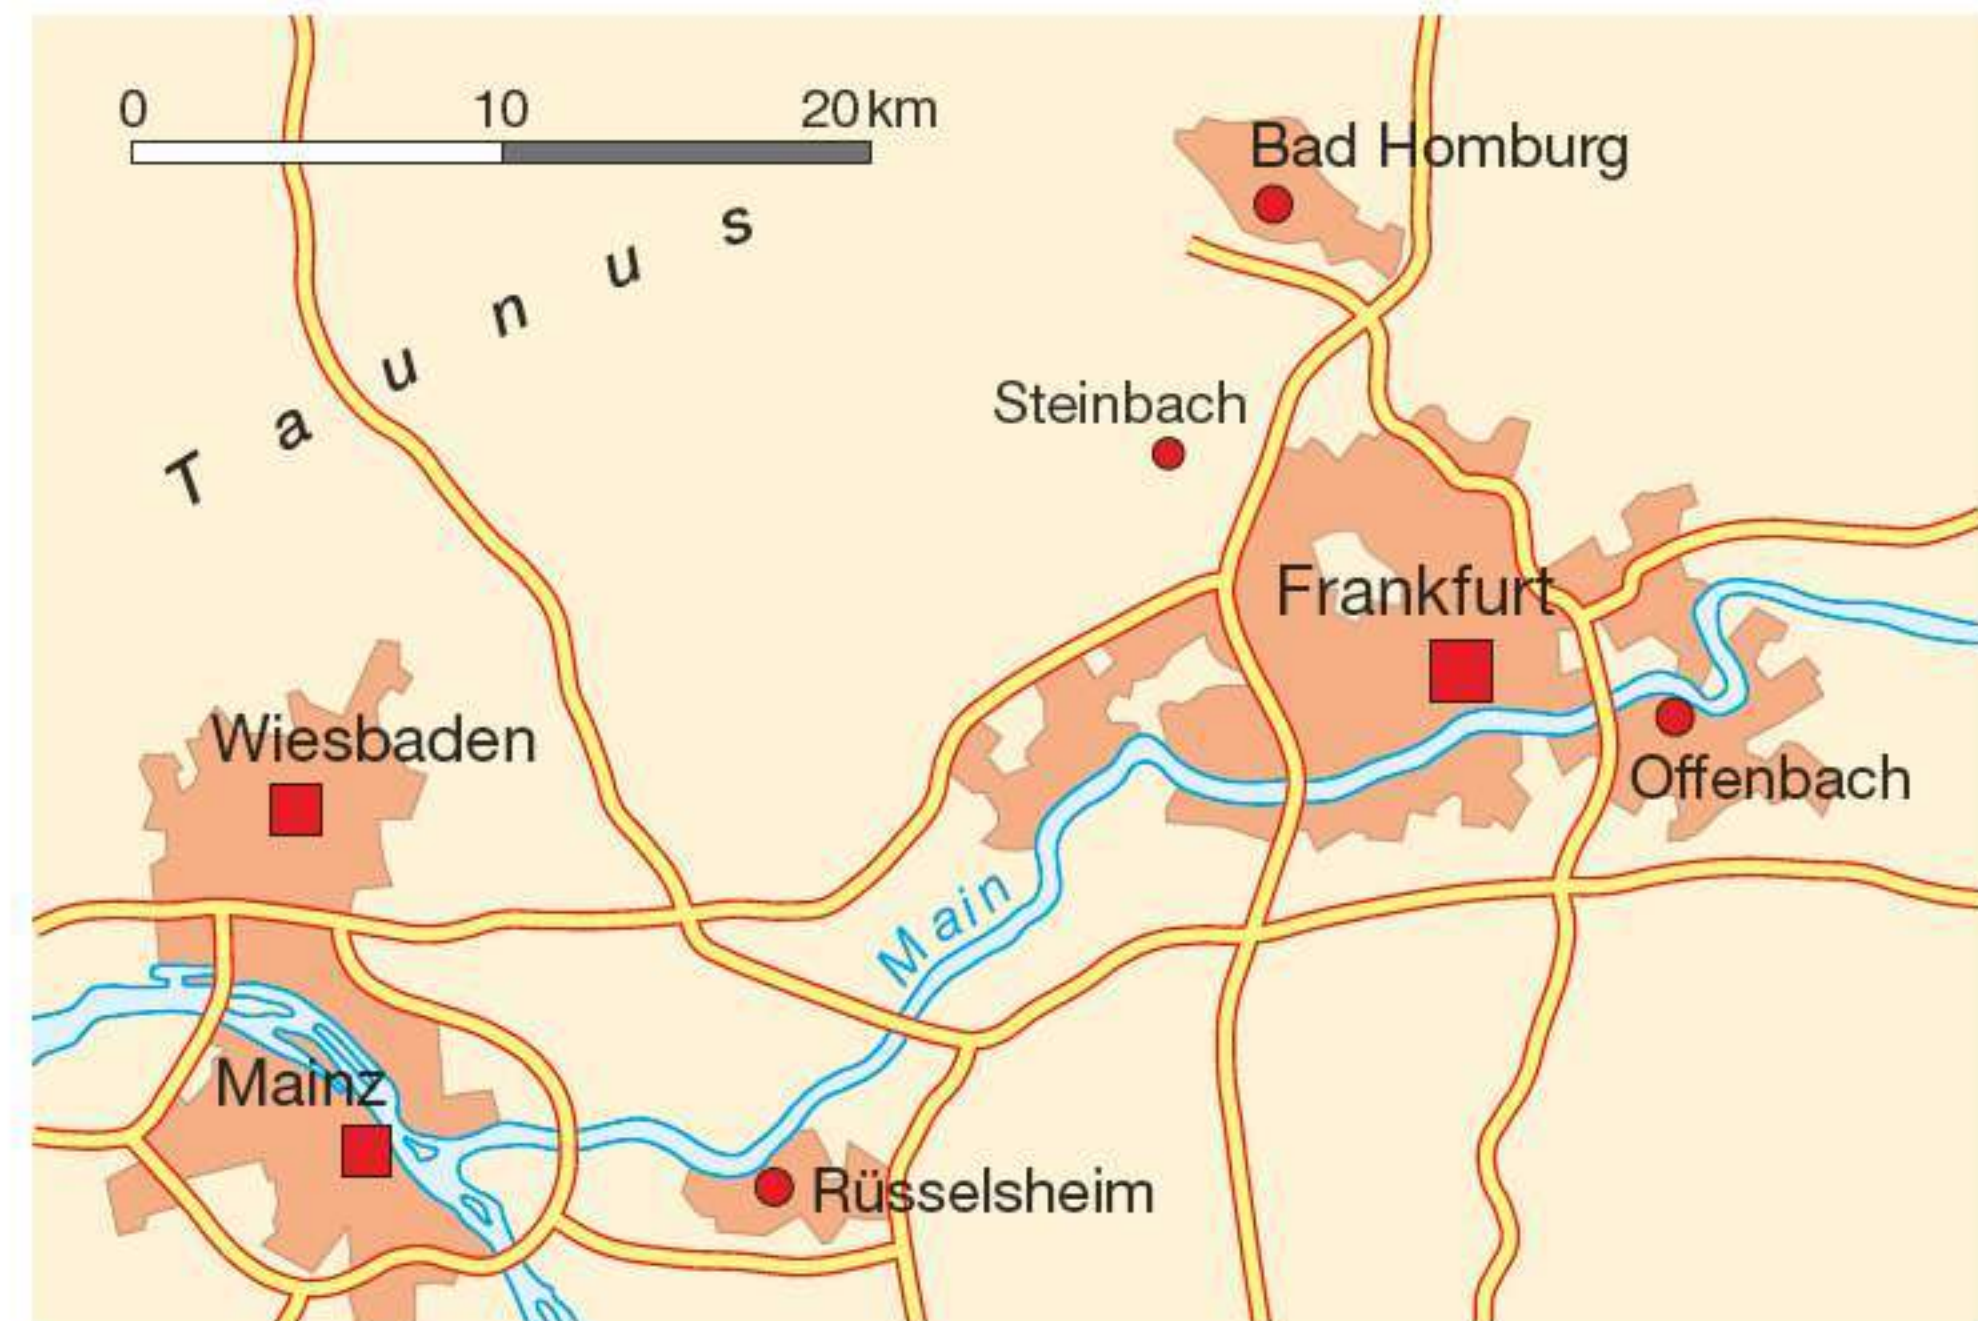 0 10 20 km
Bad Homburg
Taunus
Steinbach
Frankfurt
Wiesbaden
Offenbach
Main
Mainz
Rüsselsheim